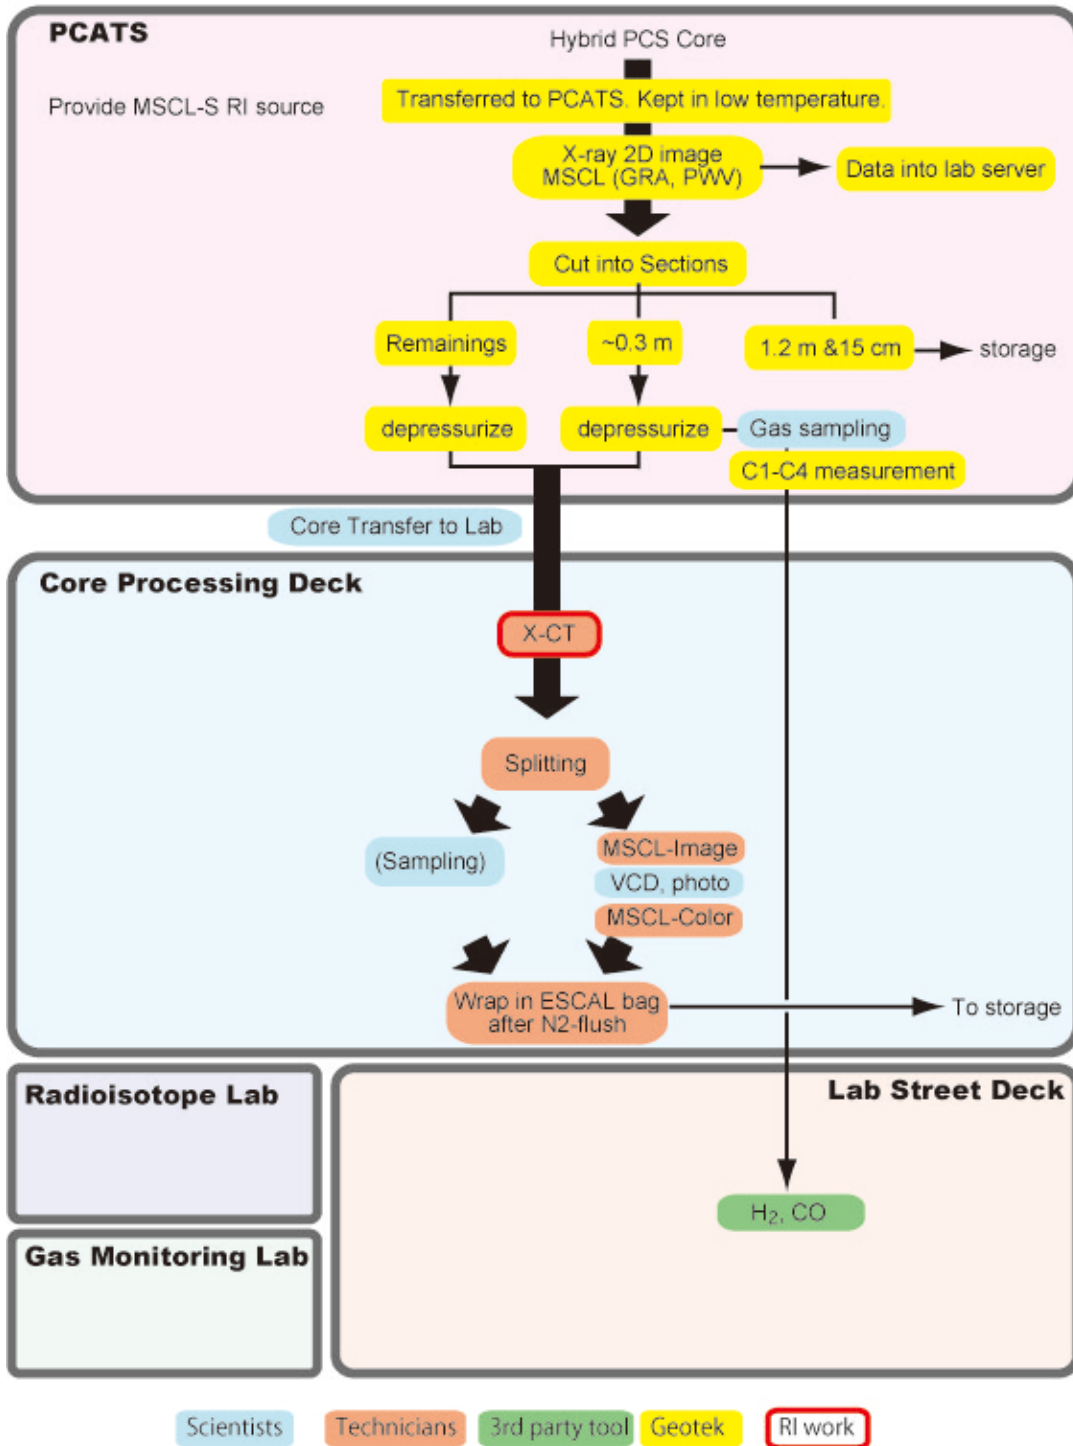 PCATS
Hybrid PCS Core
Provide MSCL-S RI source
Transferred to PCATS. Kept in low temperature.
X-ray 2D image
MSCL (GRA, PWV)
Data into lab server
Cut into Sections
Remainings
~0.3 m
1.2 m &15 cm
storage
depressurize
depressurize
Gas sampling
C1-C4 measurement
Core Transfer to Lab
Core Processing Deck
X-CT
Splitting
(Sampling)
MSCL-Image
VCD, photo
MSCL-Color
Wrap in ESCAL bag
after N2-flush
To storage
Radioisotope Lab
Lab Street Deck
H₂, CO
Gas Monitoring Lab
Scientists
Technicians
3rd party tool
Geotek
RI work